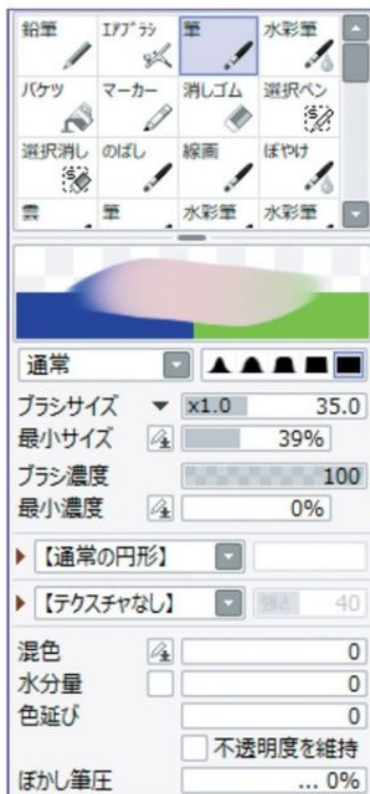 鉛筆 エアブラシ 筆 水彩筆
バケツ マーカー 消しゴム 選択ペン
選択消し のばし 線画 ぼやけ
雲 筆 水彩筆 水彩筆
通常
ブラシサイズ x1.0 35.0
最小サイズ 39%
ブラシ濃度 100
最小濃度 0%
【通常の円形】
【テクスチャなし】 強さ 40
混色 0
水分量 0
色延び 0
不透明度を維持
ぼかし筆圧 ... 0%